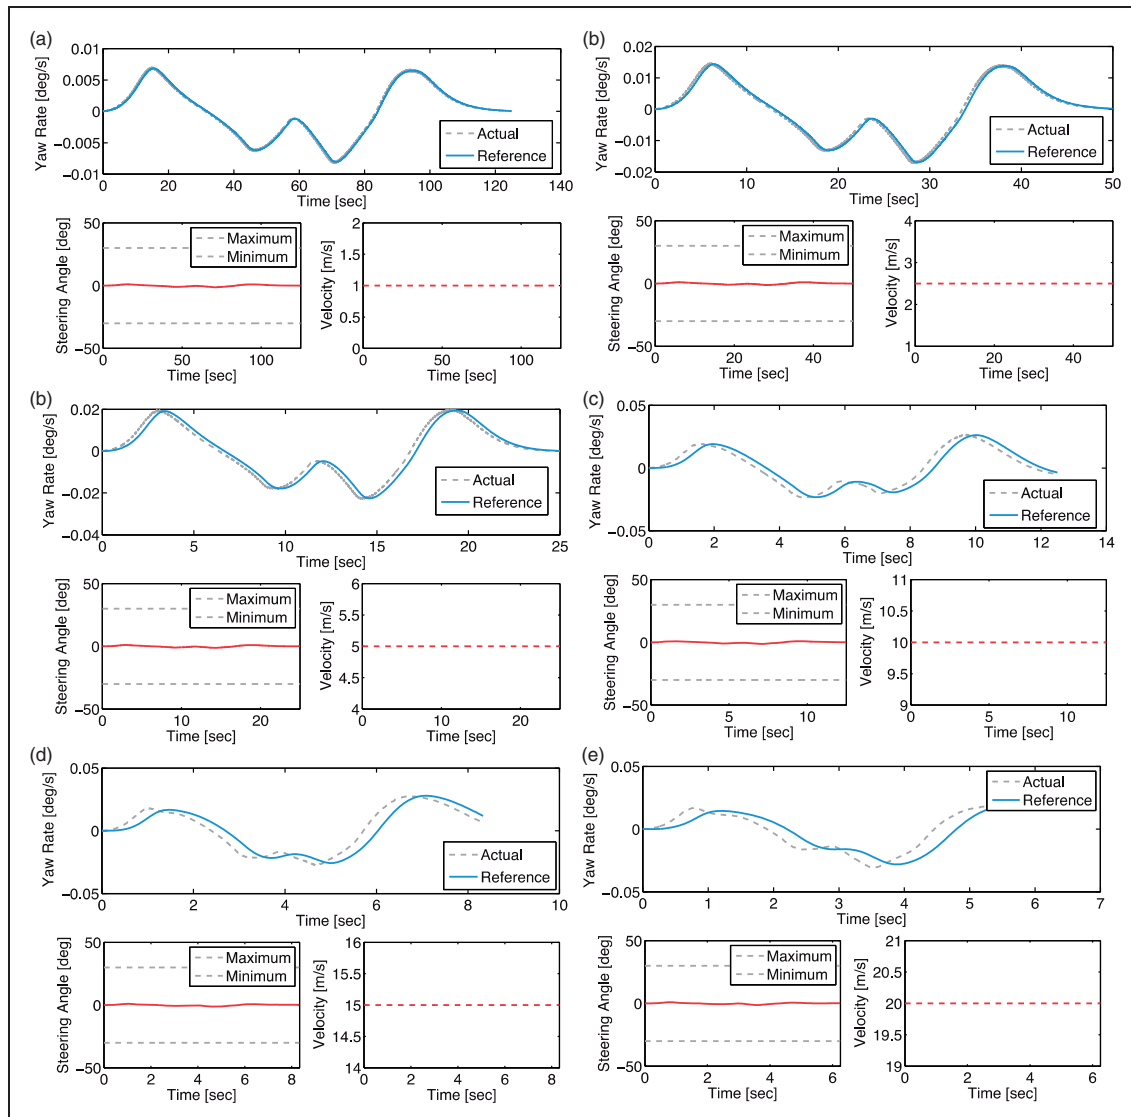 (a)
Yaw Rate [deg/s]
0.01
0.005
0
−0.005
−0.01
Actual
Reference
0 20 40 60 80 100 120 140
Time [sec]
Steering Angle [deg]
50
0
−50
Maximum
Minimum
0 50 100
Time [sec]
Velocity [m/s]
2
1.5
1
0.5
0
0 50 100
Time [sec]
(b)
Yaw Rate [deg/s]
0.02
0.01
0
−0.01
−0.02
Actual
Reference
0 10 20 30 40 50
Time [sec]
Steering Angle [deg]
50
0
−50
Maximum
Minimum
0 20 40
Time [sec]
Velocity [m/s]
4
3.5
3
2.5
2
1.5
1
0 20 40
Time [sec]
(b)
Yaw Rate [deg/s]
0.02
0
−0.02
−0.04
Actual
Reference
0 5 10 15 20 25
Time [sec]
Steering Angle [deg]
50
0
−50
Maximum
Minimum
0 10 20
Time [sec]
Velocity [m/s]
6
5.5
5
4.5
4
0 10 20
Time [sec]
(c)
Yaw Rate [deg/s]
0.05
0
−0.05
Actual
Reference
0 2 4 6 8 10 12 14
Time [sec]
Steering Angle [deg]
50
0
−50
Maximum
Minimum
0 5 10
Time [sec]
Velocity [m/s]
11
10.5
10
9.5
9
0 5 10
Time [sec]
(d)
Yaw Rate [deg/s]
0.05
0
−0.05
Actual
Reference
0 2 4 6 8 10
Time [sec]
Steering Angle [deg]
50
0
−50
Maximum
Minimum
0 2 4 6 8
Time [sec]
Velocity [m/s]
16
15.5
15
14.5
14
0 2 4 6 8
Time [sec]
(e)
Yaw Rate [deg/s]
0.05
0
−0.05
Actual
Reference
0 1 2 3 4 5 6 7
Time [sec]
Steering Angle [deg]
50
0
−50
Maximum
Minimum
0 2 4 6
Time [sec]
Velocity [m/s]
21
20.5
20
19.5
19
0 2 4 6
Time [sec]